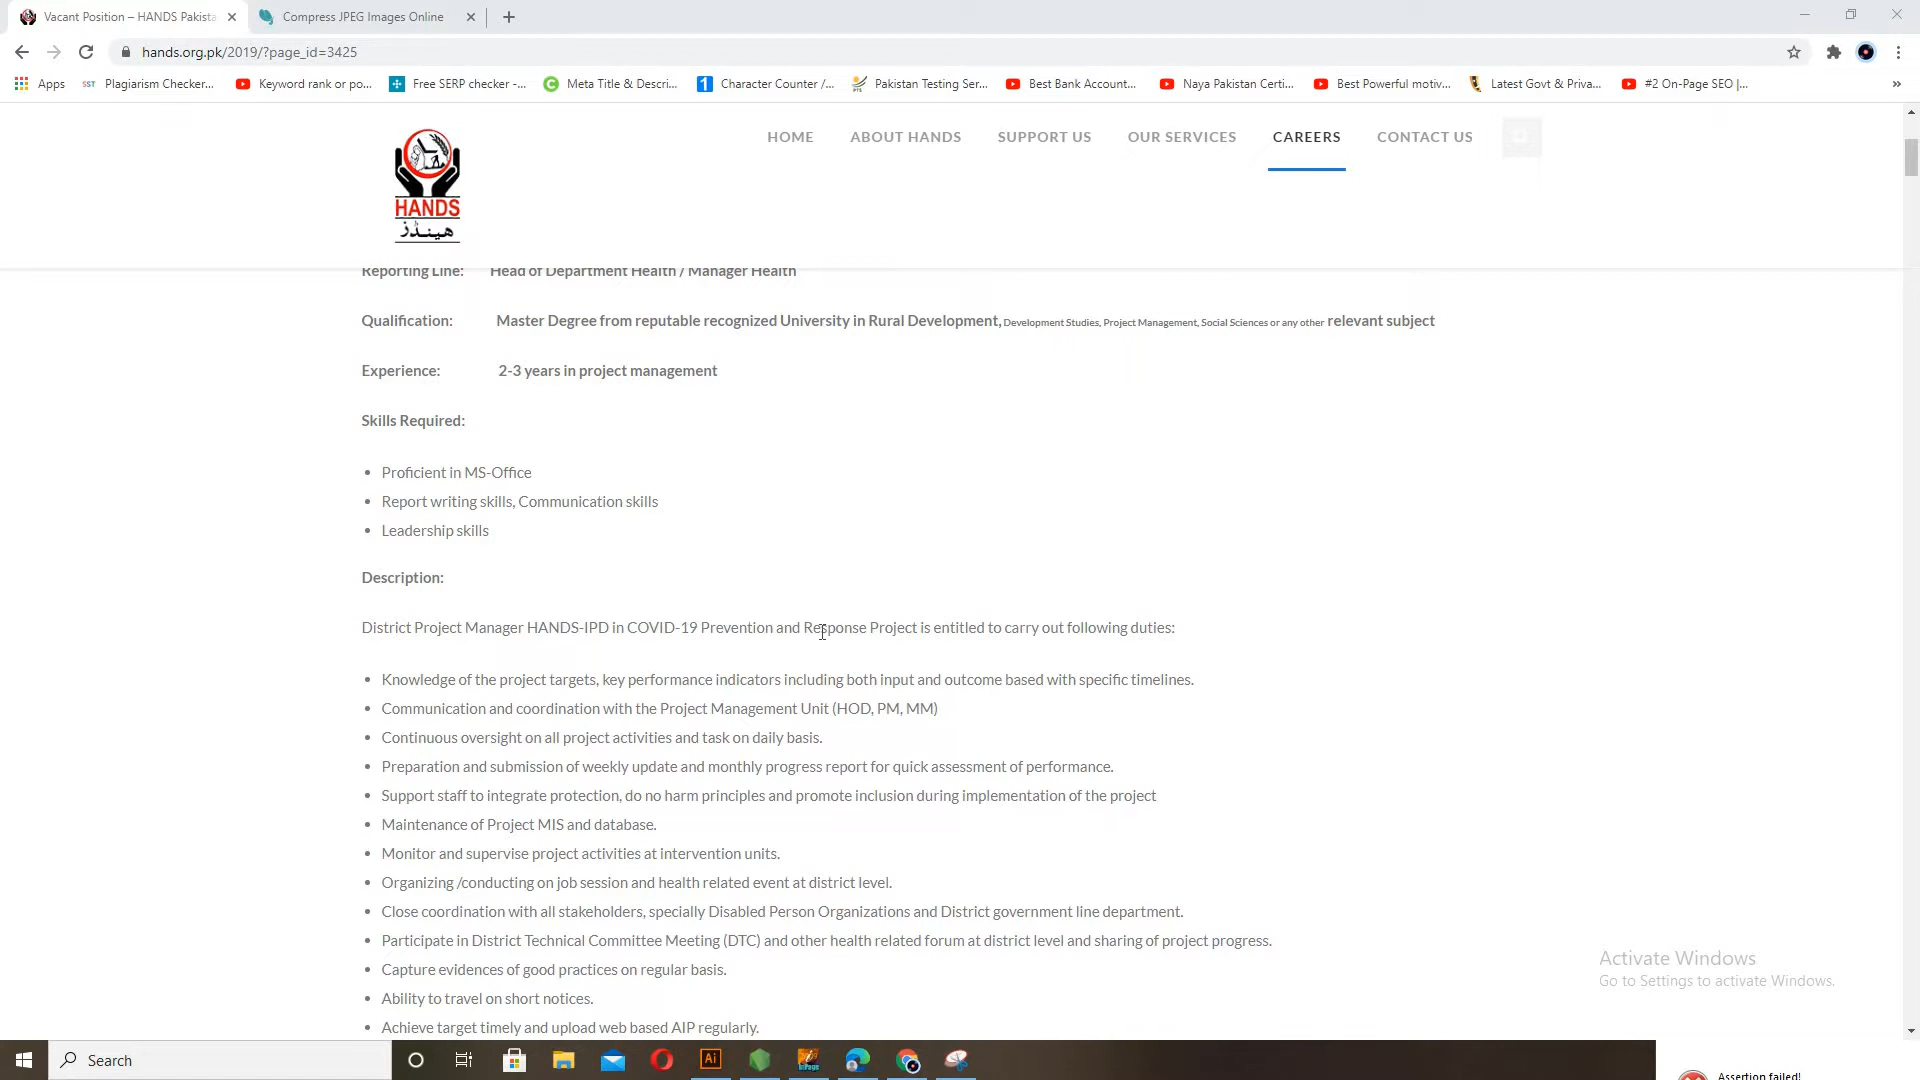 Vacant Position – HANDS Pakista
Compress JPEG Images Online
hands.org.pk/2019/?page_id=3425
Apps
SST Plagiarism Checker...
Keyword rank or po...
Free SERP checker -...
Meta Title & Descri...
1 Character Counter /...
Pakistan Testing Ser...
Best Bank Account...
Naya Pakistan Certi...
Best Powerful motiv...
Latest Govt & Priva...
#2 On-Page SEO |...
»
HANDS
ہینڈز
HOME ABOUT HANDS SUPPORT US OUR SERVICES CAREERS CONTACT US
Reporting Line: Head of Department Health / Manager Health
Qualification: Master Degree from reputable recognized University in Rural Development, Development Studies, Project Management, Social Sciences or any other relevant subject
Experience: 2-3 years in project management
Skills Required:
• Proficient in MS-Office
• Report writing skills, Communication skills
• Leadership skills
Description:
District Project Manager HANDS-IPD in COVID-19 Prevention and Response Project is entitled to carry out following duties:
• Knowledge of the project targets, key performance indicators including both input and outcome based with specific timelines.
• Communication and coordination with the Project Management Unit (HOD, PM, MM)
• Continuous oversight on all project activities and task on daily basis.
• Preparation and submission of weekly update and monthly progress report for quick assessment of performance.
• Support staff to integrate protection, do no harm principles and promote inclusion during implementation of the project
• Maintenance of Project MIS and database.
• Monitor and supervise project activities at intervention units.
• Organizing /conducting on job session and health related event at district level.
• Close coordination with all stakeholders, specially Disabled Person Organizations and District government line department.
• Participate in District Technical Committee Meeting (DTC) and other health related forum at district level and sharing of project progress.
• Capture evidences of good practices on regular basis.
• Ability to travel on short notices.
• Achieve target timely and upload web based AIP regularly.
Activate Windows
Go to Settings to activate Windows.
Search
Ai
Assertion failed!